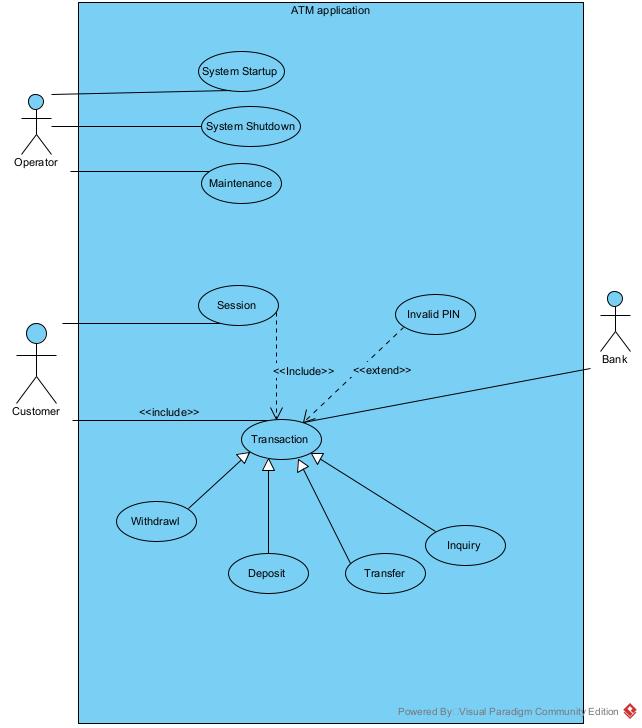 ATM application
System Startup
System Shutdown
Operator
Maintenance
Session
Invalid PIN
Bank
<<Include>>
<<extend>>
Customer
<<include>>
Transaction
Withdrawl
Inquiry
Deposit
Transfer
Powered By: Visual Paradigm Community Edition